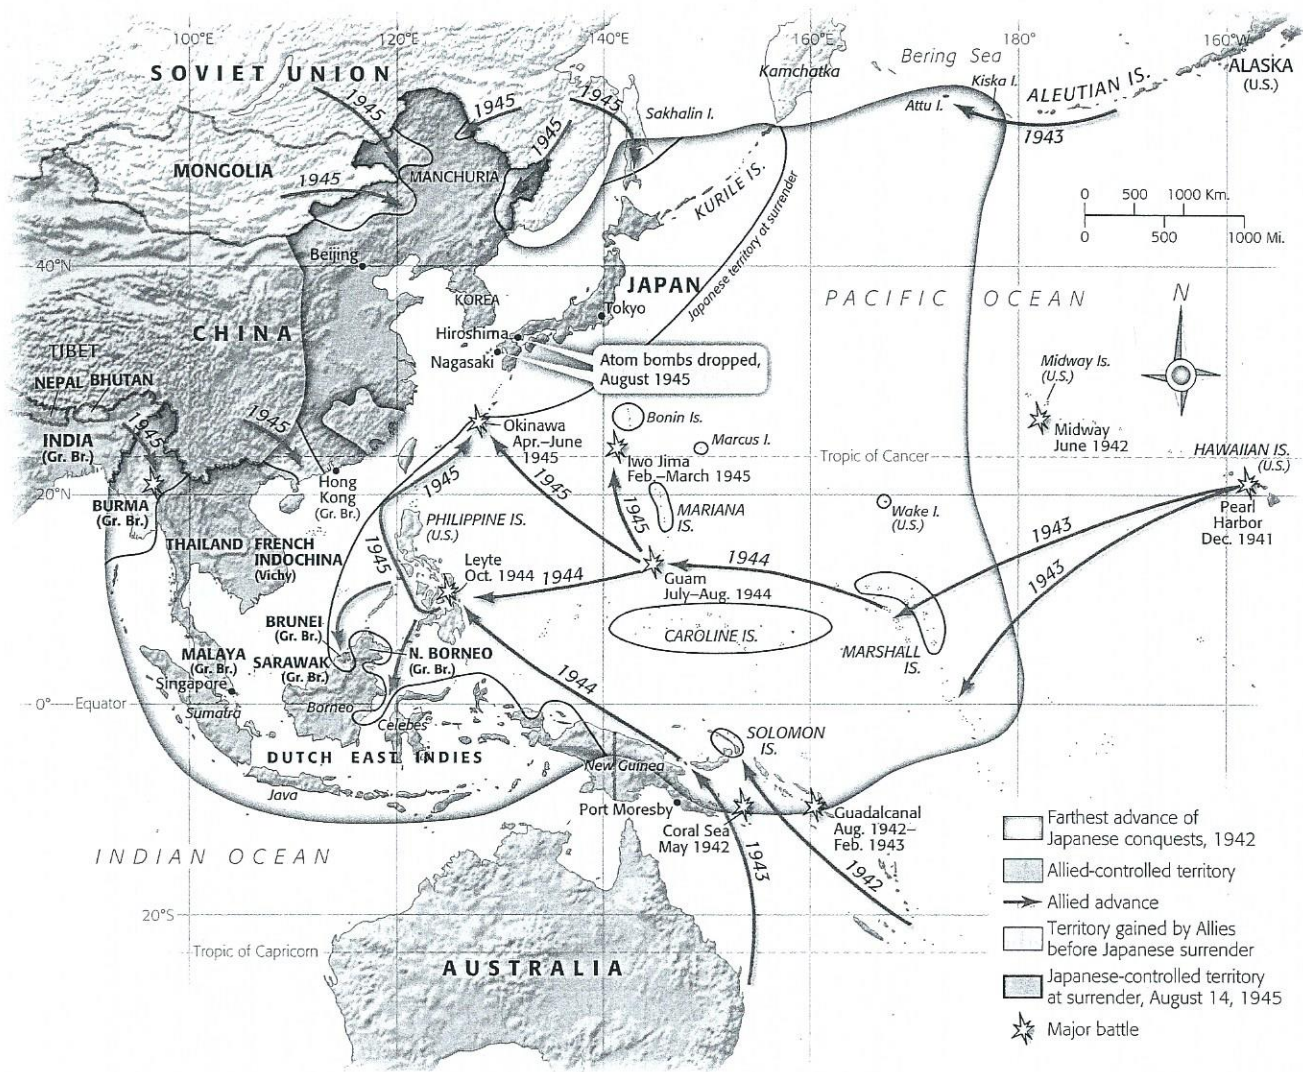 100°E
120°E
140°E
160°E
180°
160°W
Bering Sea
Kamchatka
Kiska I.
ALEUTIAN IS.
ALASKA
(U.S.)
SOVIET UNION
1945
1945
1945
1945
Sakhalin I.
Attu I.
1943
MONGOLIA
1945
MANCHURIA
KURILE IS.
Japanese territory at surrender
0 500 1000 Km.
0 500 1000 Mi.
Beijing
40°N
KOREA
JAPAN
Tokyo
PACIFIC OCEAN
N
CHINA
Hiroshima
Nagasaki
Atom bombs dropped,
August 1945
TIBET
NEPAL
BHUTAN
Midway Is.
(U.S.)
Midway
June 1942
INDIA
(Gr. Br.)
1945
1945
Okinawa
Apr.–June
1945
Bonin Is.
Marcus I.
Iwo Jima
Feb.–March 1945
Tropic of Cancer
HAWAIIAN IS.
(U.S.)
20°N
BURMA
(Gr. Br.)
Hong
Kong
(Gr. Br.)
1945
1945
1945
MARIANA
IS.
Wake I.
(U.S.)
Pearl
Harbor
Dec. 1941
PHILIPPINE IS.
(U.S.)
THAILAND
FRENCH
INDOCHINA
(Vichy)
1945
Leyte
Oct. 1944
1944
Guam
July–Aug. 1944
1944
1943
1943
BRUNEI
(Gr. Br.)
CAROLINE IS.
MARSHALL
IS.
MALAYA
(Gr. Br.)
SARAWAK
(Gr. Br.)
N. BORNEO
(Gr. Br.)
1944
Singapore
Sumatra
Borneo
Celebes
0°
Equator
DUTCH EAST INDIES
Java
New Guinea
SOLOMON
IS.
Port Moresby
Coral Sea
May 1942
Guadalcanal
Aug. 1942–
Feb. 1943
INDIAN OCEAN
1943
1942
20°S
Tropic of Capricorn
AUSTRALIA
Farthest advance of
Japanese conquests, 1942
Allied-controlled territory
Allied advance
Territory gained by Allies
before Japanese surrender
Japanese-controlled territory
at surrender, August 14, 1945
Major battle